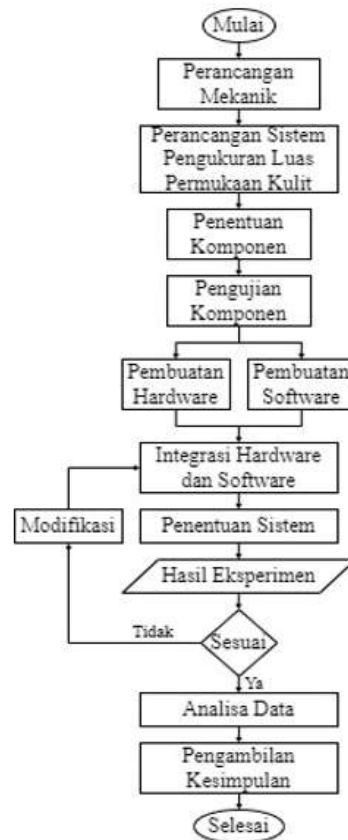 Mulai
Perancangan
Mekanik
Perancangan Sistem
Pengukuran Luas
Permukaan Kulit
Penentuan
Komponen
Pengujian
Komponen
Pembuatan
Hardware
Pembuatan
Software
Integrasi Hardware
dan Software
Modifikasi
Penentuan Sistem
Hasil Eksperimen
Tidak
Sesuai
Ya
Analisa Data
Pengambilan
Kesimpulan
Selesai